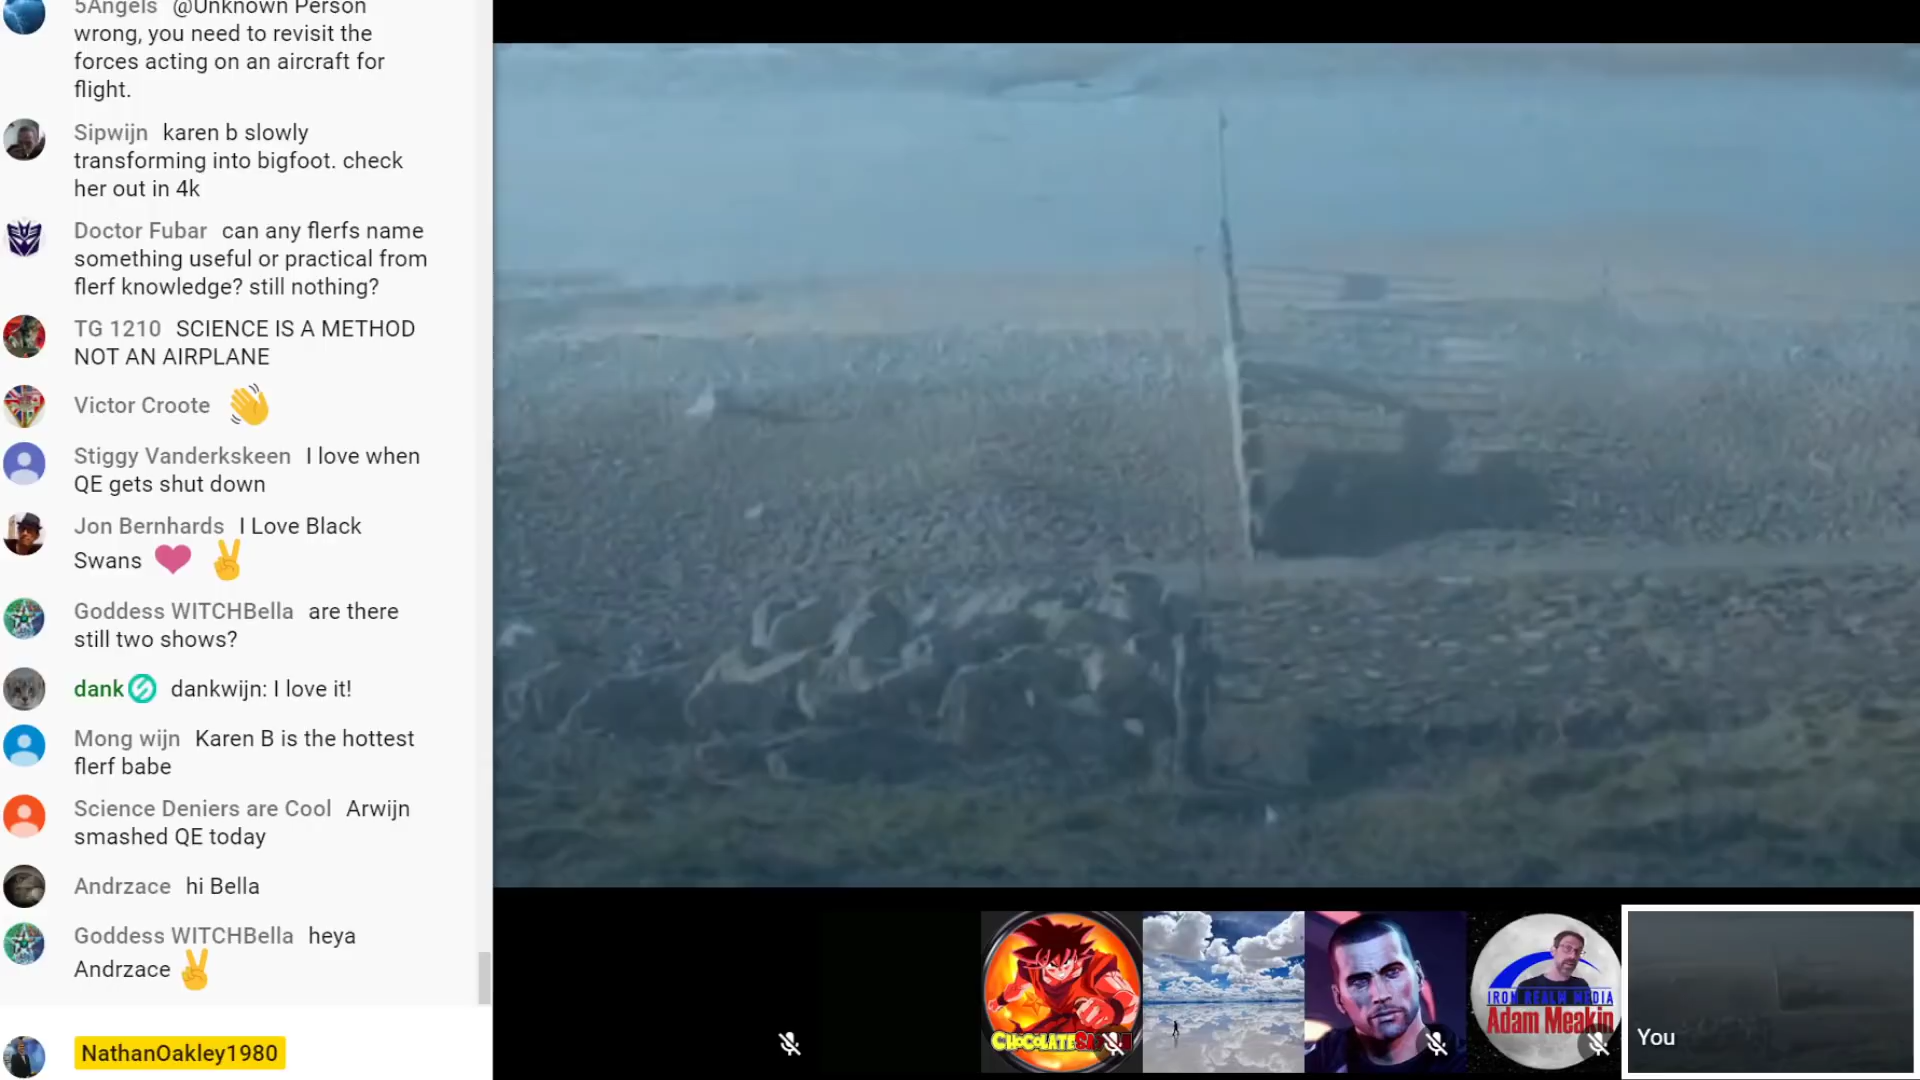 5Angels @Unknown Person
wrong, you need to revisit the
forces acting on an aircraft for
flight.
Sipwijn karen b slowly
transforming into bigfoot. check
her out in 4k
Doctor Fubar can any flerfs name
something useful or practical from
flerf knowledge? still nothing?
TG 1210 SCIENCE IS A METHOD
NOT AN AIRPLANE
Victor Croote 👋
Stiggy Vanderkskeen I love when
QE gets shut down
Jon Bernhards I Love Black
Swans
Goddess WITCHBella are there
still two shows?
dank dankwijn: I love it!
Mong wijn Karen B is the hottest
flerf babe
Science Deniers are Cool Arwijn
smashed QE today
Andrzace hi Bella
Goddess WITCHBella heya
Andrzace
NathanOakley1980
IRON REALM MEDIA
Adam Meakin
You